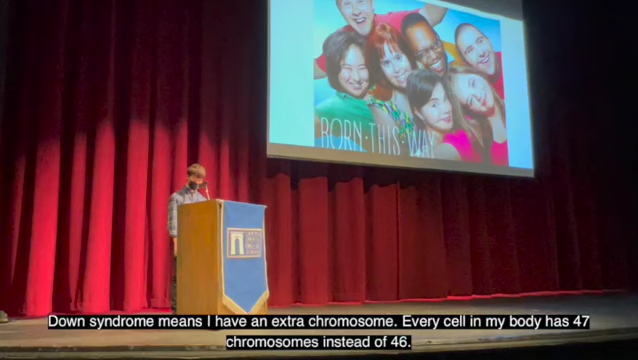 BORN·THIS·WAY
Down syndrome means I have an extra chromosome. Every cell in my body has 47
chromosomes instead of 46.